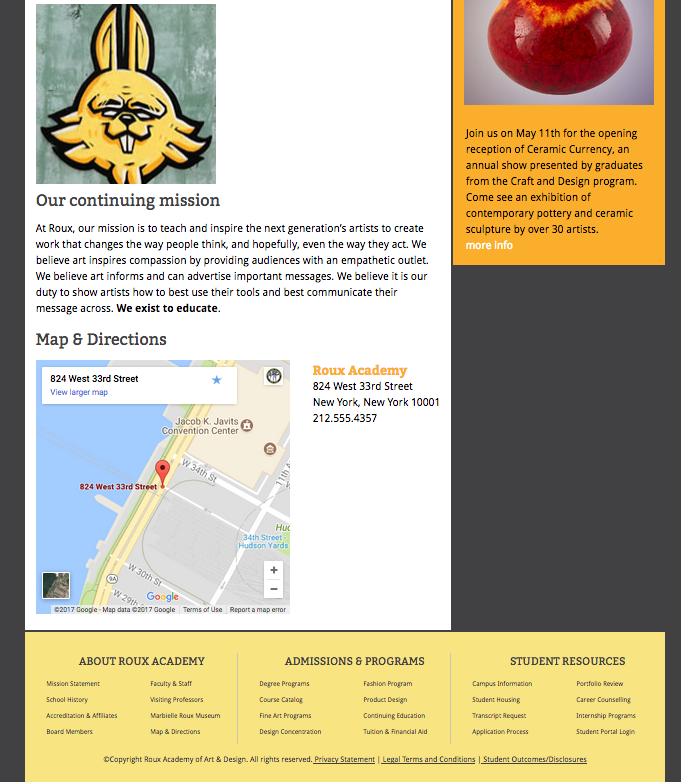 Our continuing mission
At Roux, our mission is to teach and inspire the next generation's artists to create
work that changes the way people think, and hopefully, even the way they act. We
believe art inspires compassion by providing audiences with an empathetic outlet.
We believe art informs and can advertise important messages. We believe it is our
duty to show artists how to best use their tools and best communicate their
message across. We exist to educate.
Map & Directions
824 West 33rd Street
View larger map
Jacob K. Javits
Convention Center
W 34th St
11th A
824 West 33rd Street
Huc
34th Street -
Hudson Yards
9A
W 30th St
W 29th St
+
−
Google
©2017 Google - Map data ©2017 Google
Terms of Use
Report a map error
Roux Academy
824 West 33rd Street
New York, New York 10001
212.555.4357
Join us on May 11th for the opening
reception of Ceramic Currency, an
annual show presented by graduates
from the Craft and Design program.
Come see an exhibition of
contemporary pottery and ceramic
sculpture by over 30 artists.
more info
ABOUT ROUX ACADEMY
Mission Statement
School History
Accreditation & Affiliates
Board Members
Faculty & Staff
Visiting Professors
Marbielle Roux Museum
Map & Directions
ADMISSIONS & PROGRAMS
Degree Programs
Course Catalog
Fine Art Programs
Design Concentration
Fashion Program
Product Design
Continuing Education
Tuition & Financial Aid
STUDENT RESOURCES
Campus Information
Student Housing
Transcript Request
Application Process
Portfolio Review
Career Counselling
Internship Programs
Student Portal Login
©Copyright Roux Academy of Art & Design. All rights reserved. Privacy Statement | Legal Terms and Conditions | Student Outcomes/Disclosures